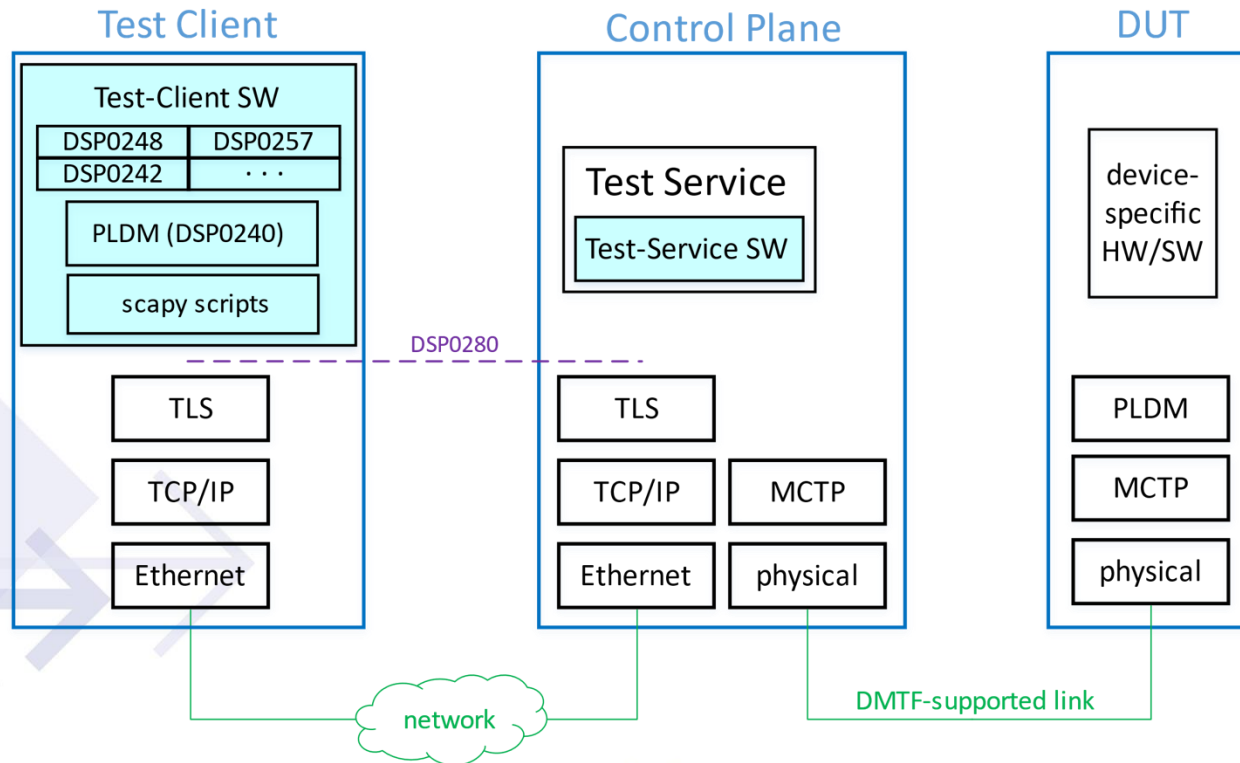 Test Client
Test-Client SW
DSP0248
DSP0257
DSP0242
· · ·
PLDM (DSP0240)
scapy scripts
TLS
TCP/IP
Ethernet
DSP0280
network
Control Plane
Test Service
Test-Service SW
TLS
TCP/IP
MCTP
Ethernet
physical
DMTF-supported link
DUT
device-
specific
HW/SW
PLDM
MCTP
physical